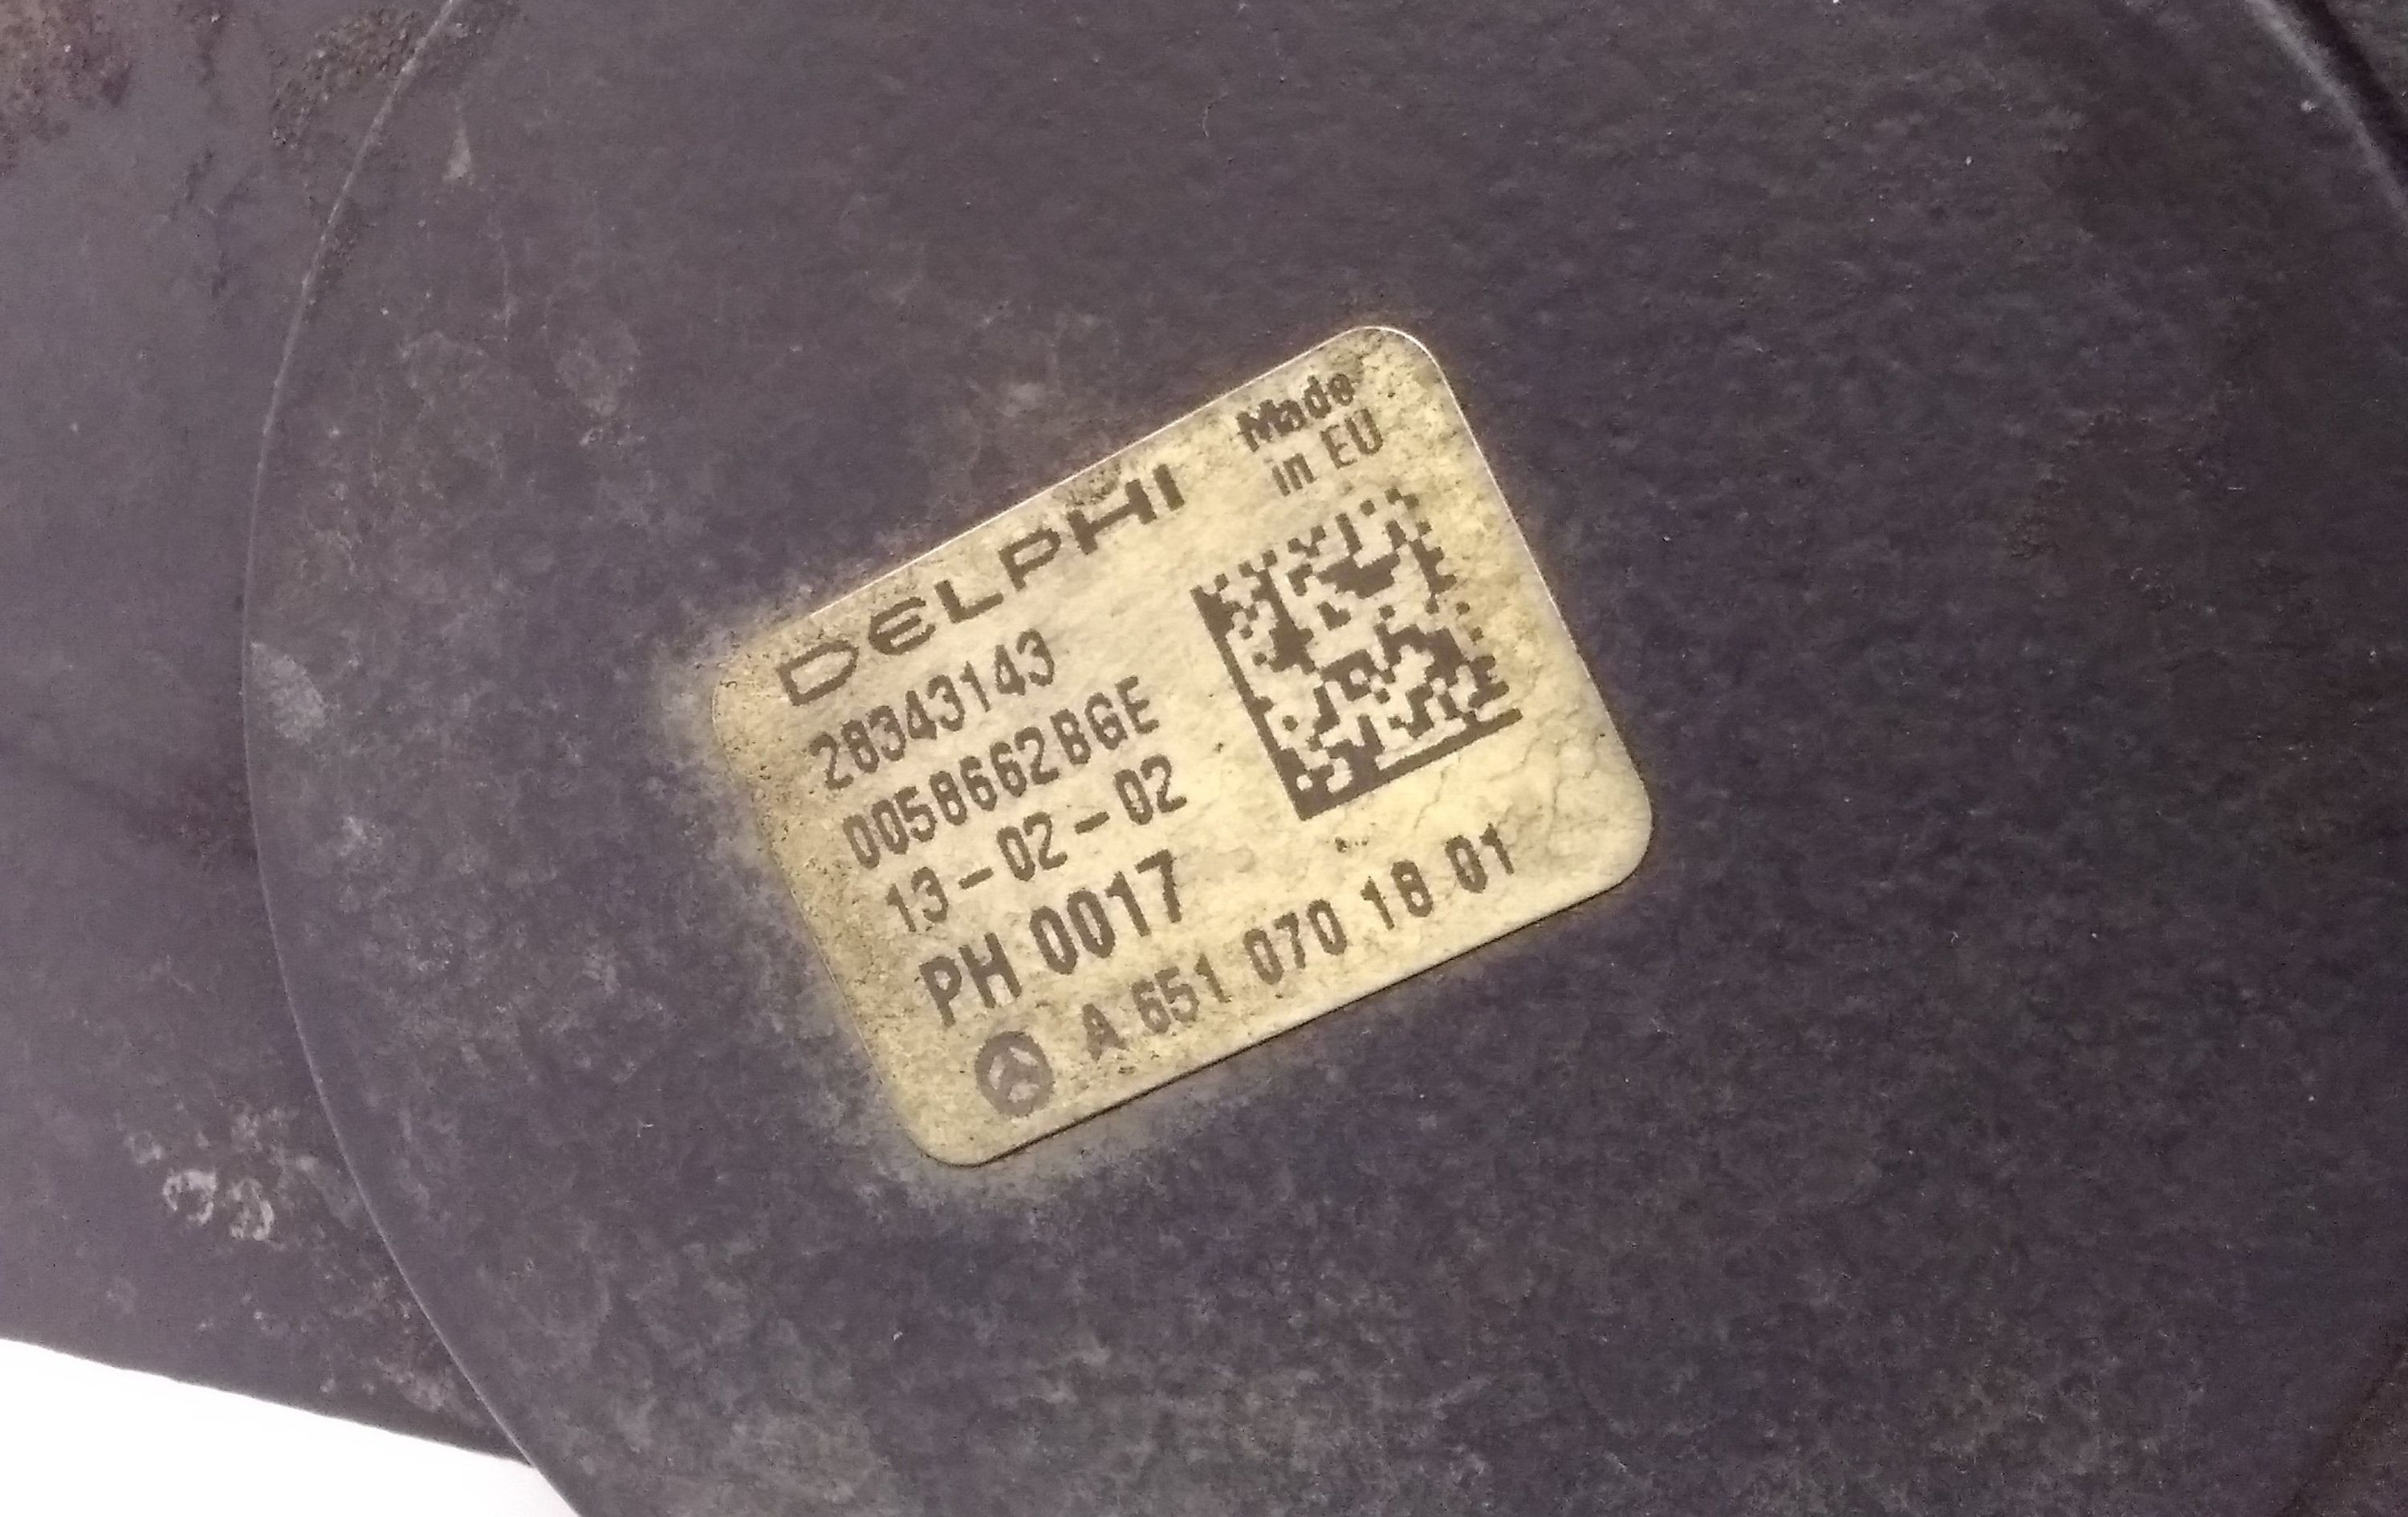 DELPHI
Made
in EU
28343143
0058662BGE
13-02-02
PH 0017
A 651 070 18 01